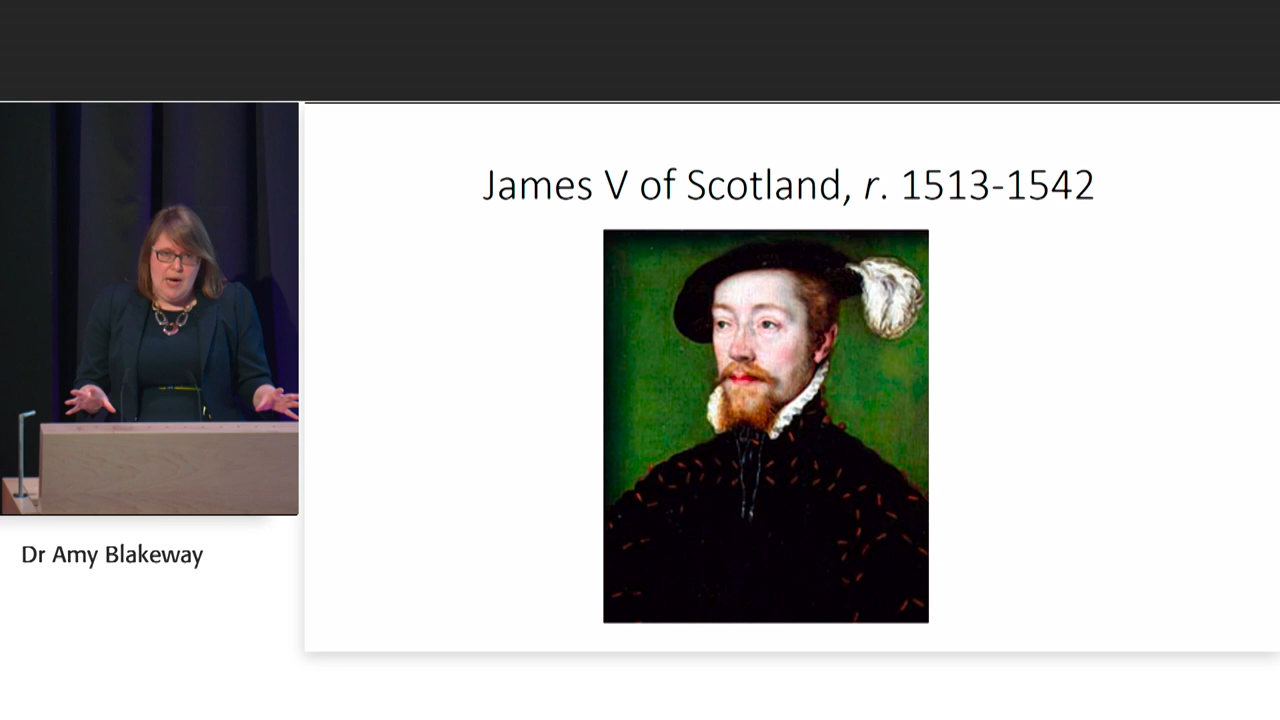 James V of Scotland, r. 1513-1542
Dr Amy Blakeway